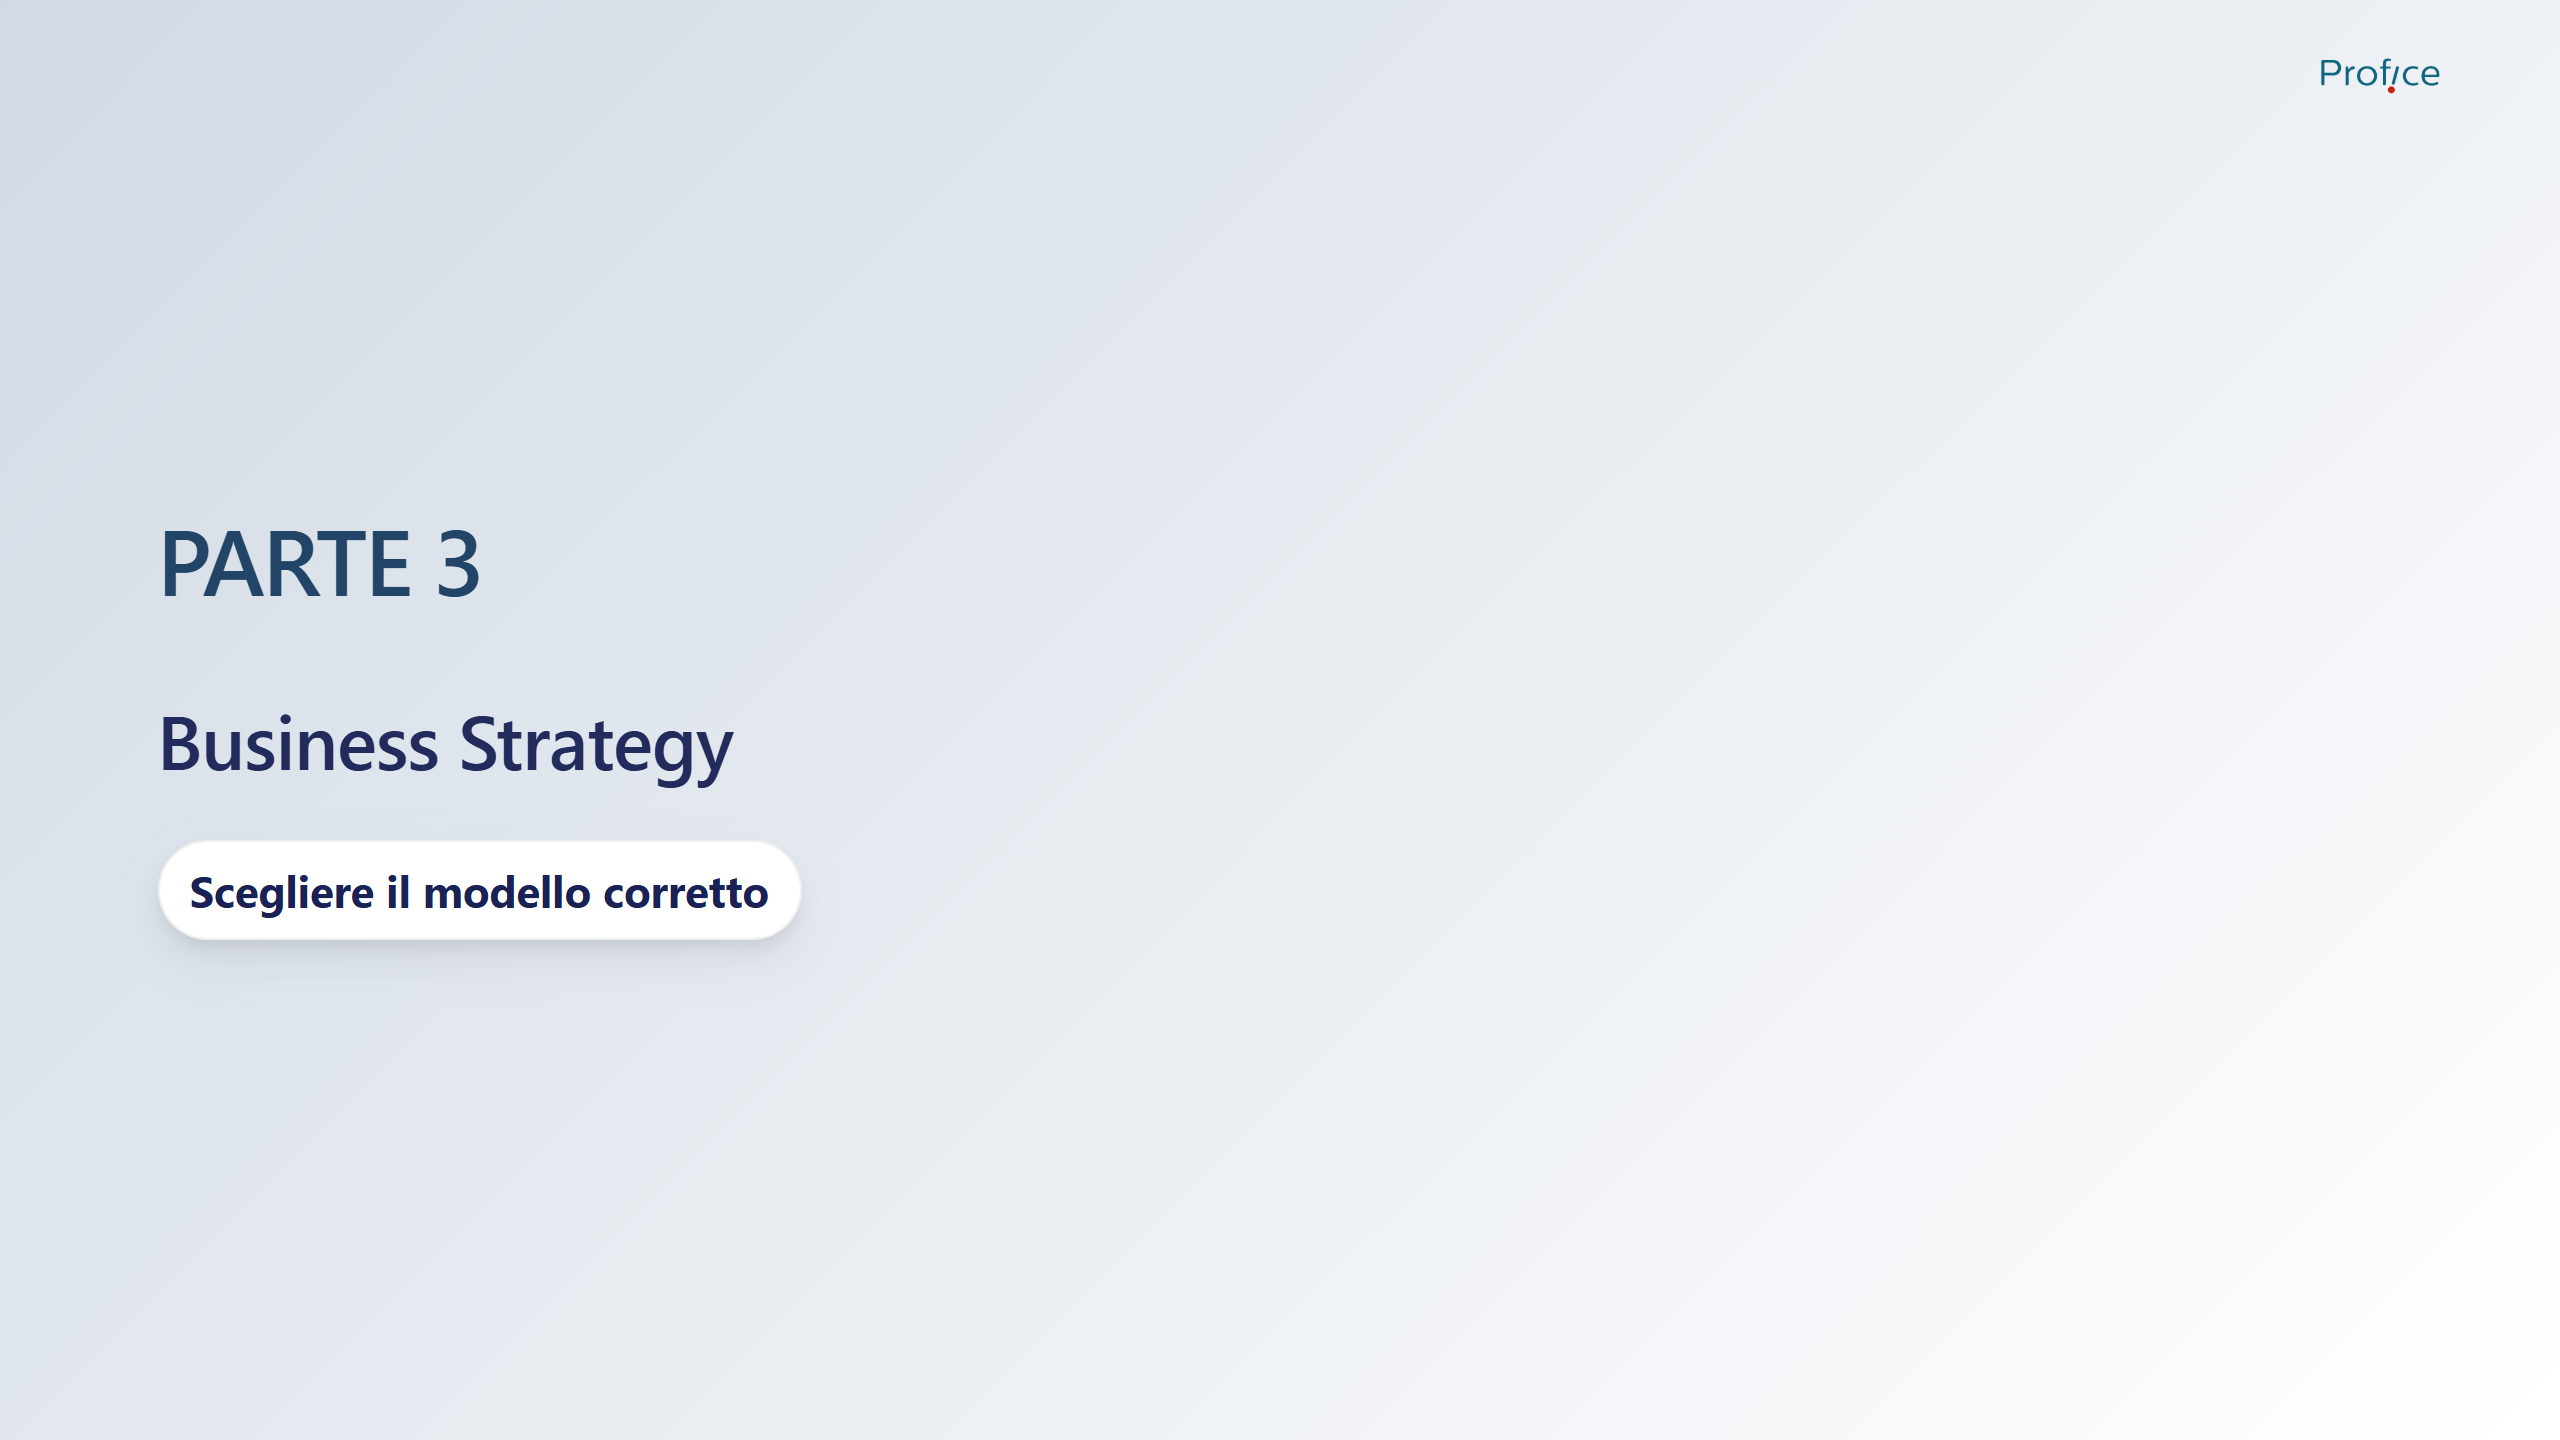 Profice
PARTE 3
Business Strategy
Scegliere il modello corretto